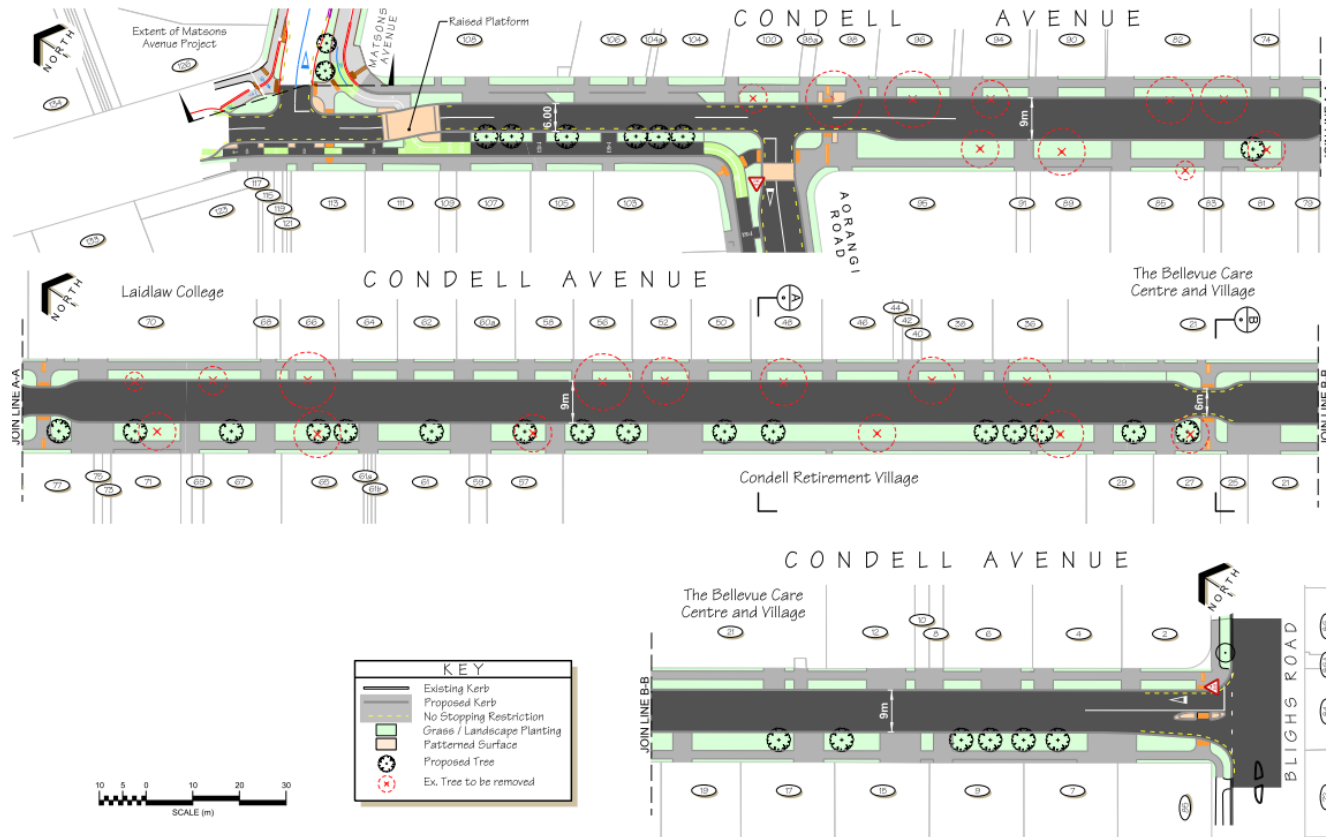 CONDELL AVENUE
Extent of Matsons
Avenue Project
MATSONS
AVENUE
Raised Platform
NORTH
126
134
108
106
104a
104
100
98a
98
96
94
90
82
74
6.00
9m
117
115
119
121
123
133
113
111
109
107
105
103
95
91
89
85
83
81
79
AORANGI
ROAD
CONDELL AVENUE
NORTH
Laidlaw College
The Bellevue Care
Centre and Village
A
B
70
68
66
64
62
60a
58
56
52
50
48
46
44
42
40
38
36
21
JOIN LINE A-A
9m
6m
JOIN LINE B-B
77
75
73
71
69
67
65
61a
61b
61
59
57
Condell Retirement Village
29
27
25
21
CONDELL AVENUE
NORTH
The Bellevue Care
Centre and Village
21
12
10
8
6
4
2
JOIN LINE B-B
9m
BLIGHS ROAD
19
17
15
9
7
KEY
Existing Kerb
Proposed Kerb
No Stopping Restriction
Grass / Landscape Planting
Patterned Surface
Proposed Tree
Ex. Tree to be removed
10 5 0 10 20 30
SCALE (m)